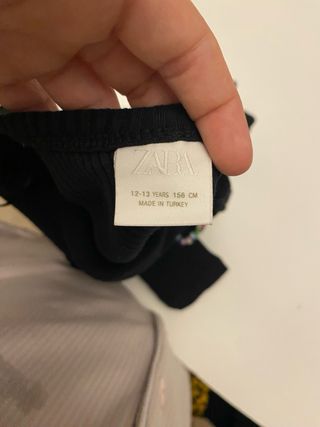 ZARA
12-13 YEARS 156 CM
MADE IN TURKEY